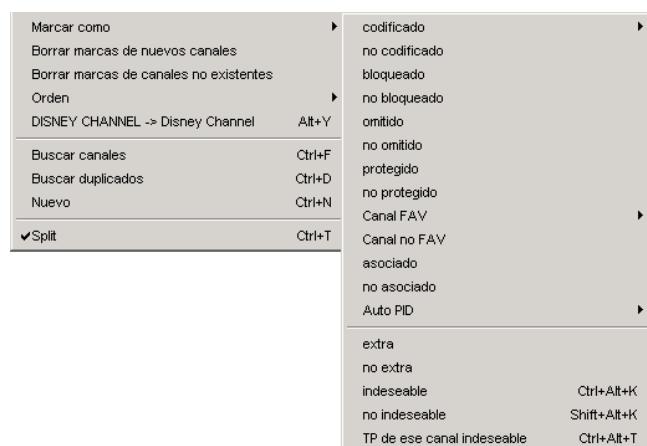 Marcar como
Borrar marcas de nuevos canales
Borrar marcas de canales no existentes
Orden
DISNEY CHANNEL -> Disney Channel Alt+Y
Buscar canales Ctrl+F
Buscar duplicados Ctrl+D
Nuevo Ctrl+N
Split Ctrl+T
codificado
no codificado
bloqueado
no bloqueado
omitido
no omitido
protegido
no protegido
Canal FAV
Canal no FAV
asociado
no asociado
Auto PID
extra
no extra
indeseable Ctrl+Alt+K
no indeseable Shift+Alt+K
TP de ese canal indeseable Ctrl+Alt+T